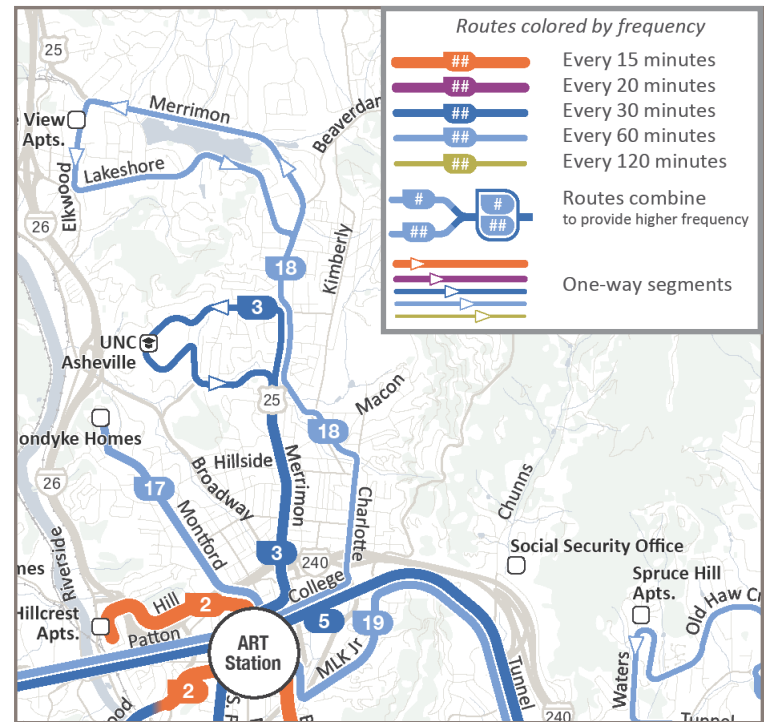 Routes colored by frequency
## Every 15 minutes
## Every 20 minutes
## Every 30 minutes
## Every 60 minutes
## Every 120 minutes
#
##
#
##
Routes combine
to provide higher frequency
One-way segments
25
Merrimon
Beaverdam
e View
Apts.
Lakeshore
Elkwood
26
Kimberly
18
3
UNC
Asheville
25
Macon
ondyke Homes
18
Hillside
Merrimon
Broadway
26
17
Montford
Charlotte
Chunns
3
240
Social Security Office
mes
Riverside
College
Spruce Hill
Apts.
Old Haw Cr
Hill
2
Hillcrest
Apts.
Patton
5
19
ART
Station
MLK Jr
Tunnel
Waters
2
ood
S. F
B
240
Tunnel